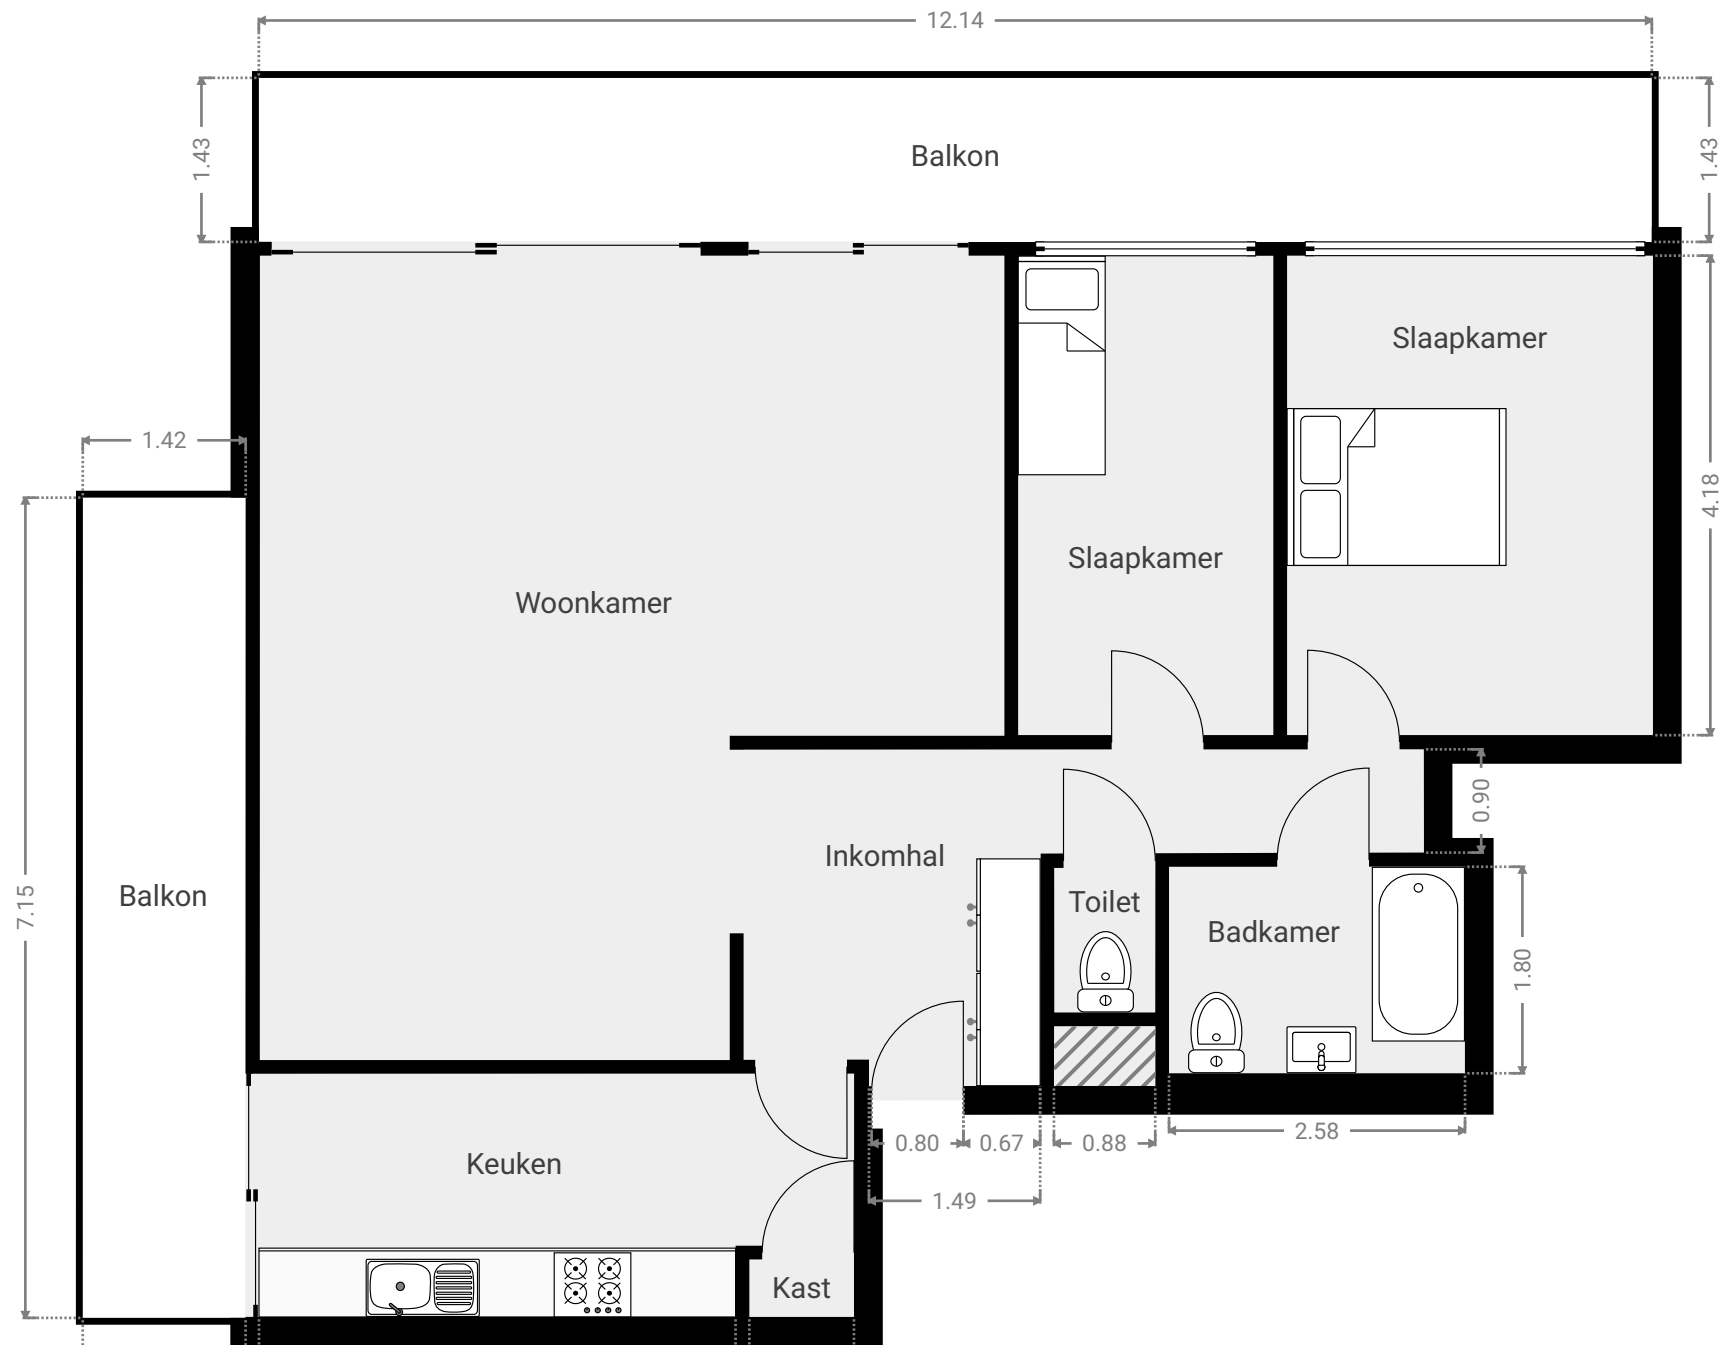 12.14
1.43
1.43
Balkon
Slaapkamer
1.42
4.18
Slaapkamer
Woonkamer
0.90
Inkomhal
Balkon
7.15
Toilet
Badkamer
1.80
0.80
0.67
0.88
2.58
Keuken
1.49
Kast